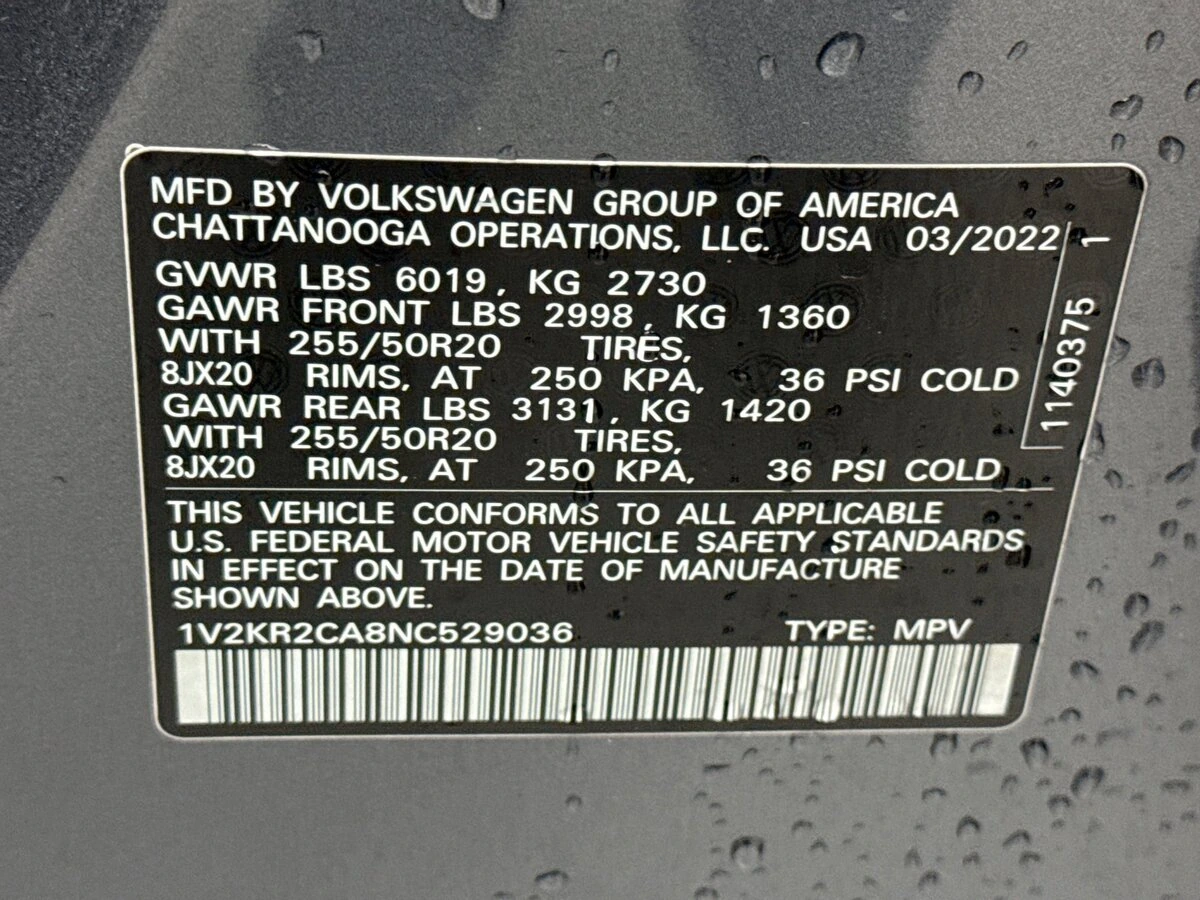 MFD BY VOLKSWAGEN GROUP OF AMERICA
CHATTANOOGA OPERATIONS, LLC. USA 03/2022
GVWR LBS 6019, KG 2730
GAWR FRONT LBS 2998, KG 1360
WITH 255/50R20 TIRES,
8JX20 RIMS, AT 250 KPA, 36 PSI COLD
GAWR REAR LBS 3131, KG 1420
WITH 255/50R20 TIRES,
8JX20 RIMS, AT 250 KPA, 36 PSI COLD
THIS VEHICLE CONFORMS TO ALL APPLICABLE
U.S. FEDERAL MOTOR VEHICLE SAFETY STANDARDS
IN EFFECT ON THE DATE OF MANUFACTURE
SHOWN ABOVE.
1V2KR2CA8NC529036 TYPE: MPV
1140375 1